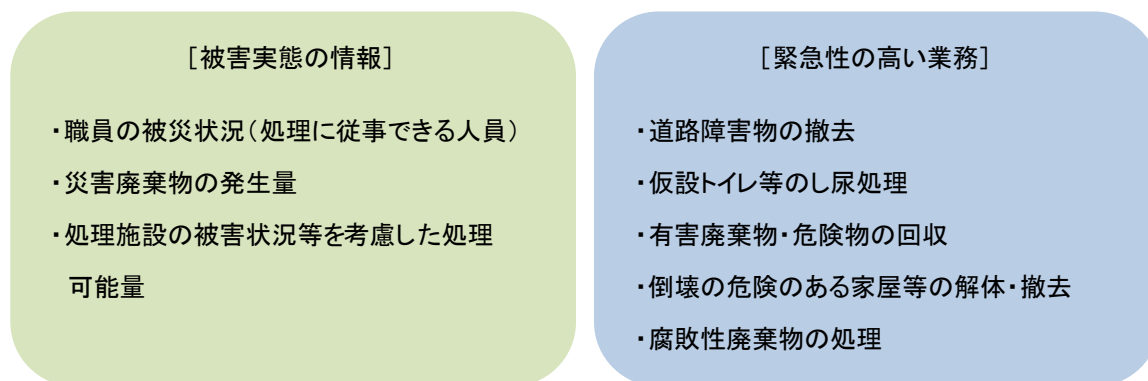 [被害実態の情報]
・職員の被災状況(処理に従事できる人員)
・災害廃棄物の発生量
・処理施設の被害状況等を考慮した処理
可能量
[緊急性の高い業務]
・道路障害物の撤去
・仮設トイレ等のし尿処理
・有害廃棄物・危険物の回収
・倒壊の危険のある家屋等の解体・撤去
・腐敗性廃棄物の処理